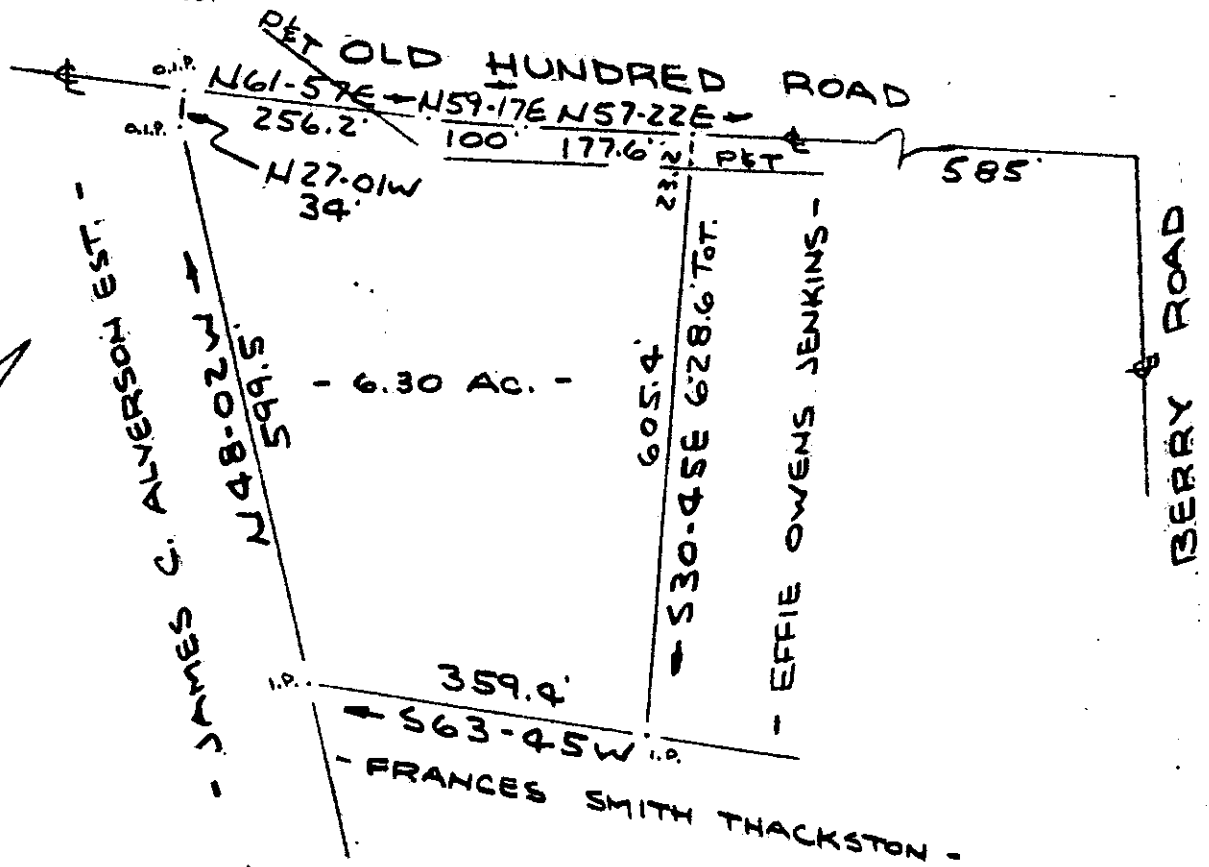 P&T OLD HUNDRED ROAD
O.I.P.
N61-57E
N59-17E
N57-22E
256.2'
100'
177.6'
O.I.P.
23.2
P&T
585'
N27-01W
34'
- JAMES C. ALVERSON EST. -
N48-02W
599.5'
- 6.30 AC. -
605.4'
S30-45E 628.6' TOT.
- EFFIE OWENS JENKINS -
BERRY ROAD
I.P.
359.4'
S63-45W
I.P.
- FRANCES SMITH THACKSTON -